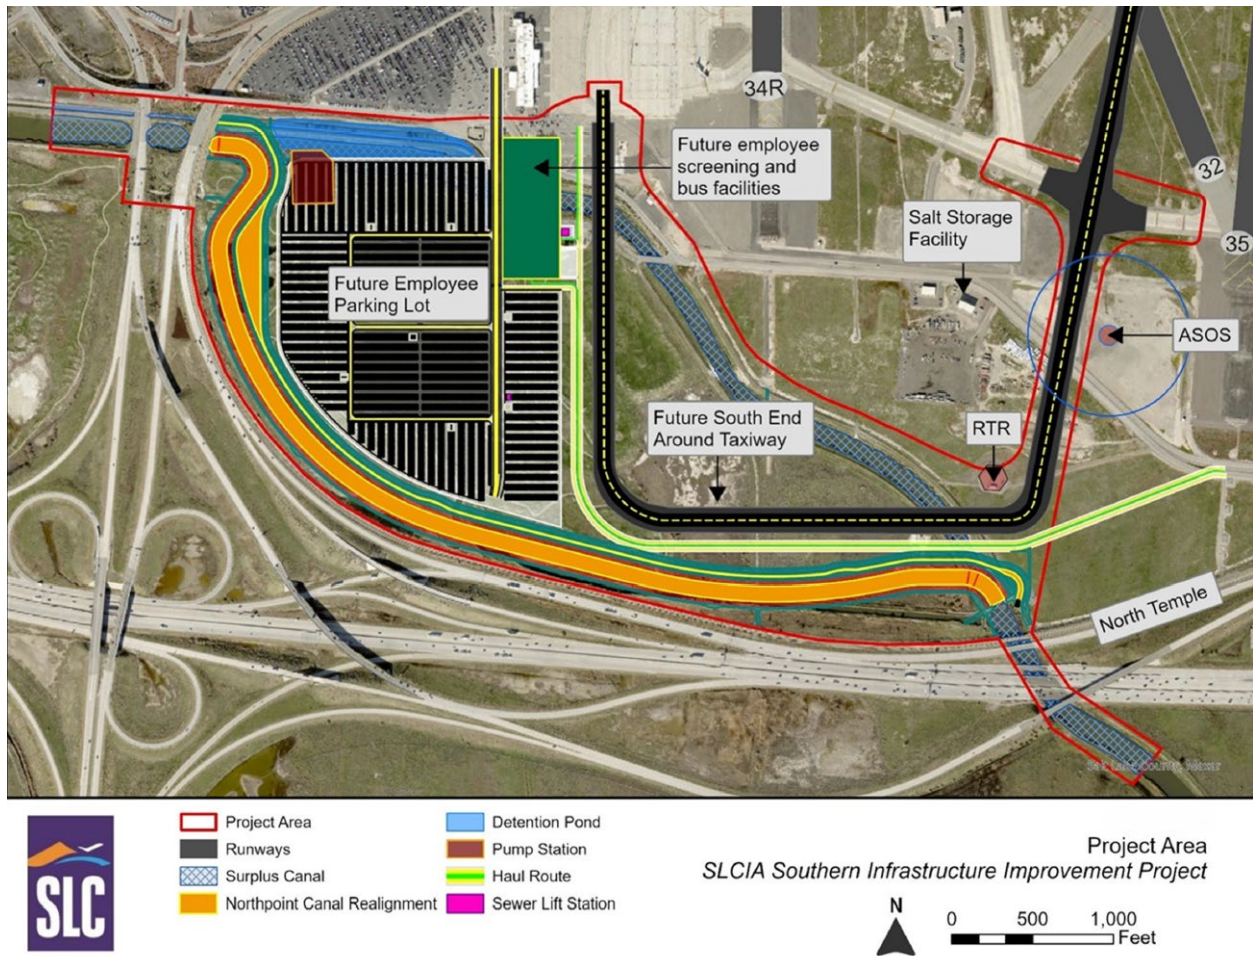 34R
Future employee
screening and
bus facilities
32
Salt Storage
Facility
35
Future Employee
Parking Lot
ASOS
Future South End
Around Taxiway
RTR
North Temple
Project Area
Runways
Surplus Canal
Northpoint Canal Realignment
Detention Pond
Pump Station
Haul Route
Sewer Lift Station
SLC
Project Area
SLCIA Southern Infrastructure Improvement Project
N
0 500 1,000
Feet